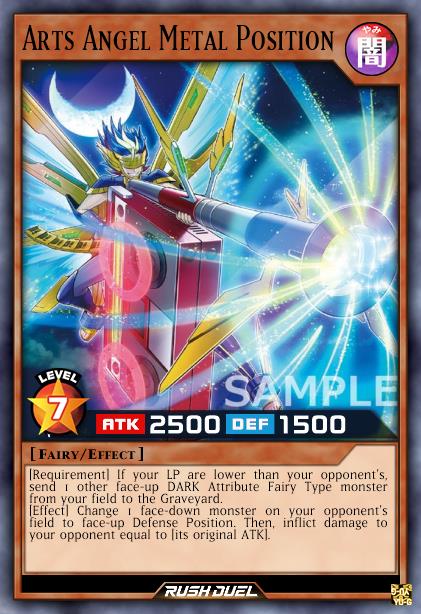 Arts Angel Metal Position
やみ
闇
SAMPLE
LEVEL
7
ATK 2500 DEF 1500
[Fairy/Effect]
[Requirement] If your LP are lower than your opponent's,
send 1 other face-up DARK Attribute Fairy Type monster
from your field to the Graveyard.
[Effect] Change 1 face-down monster on your opponent's
field to face-up Defense Position. Then, inflict damage to
your opponent equal to [its original ATK].
RUSH DUEL